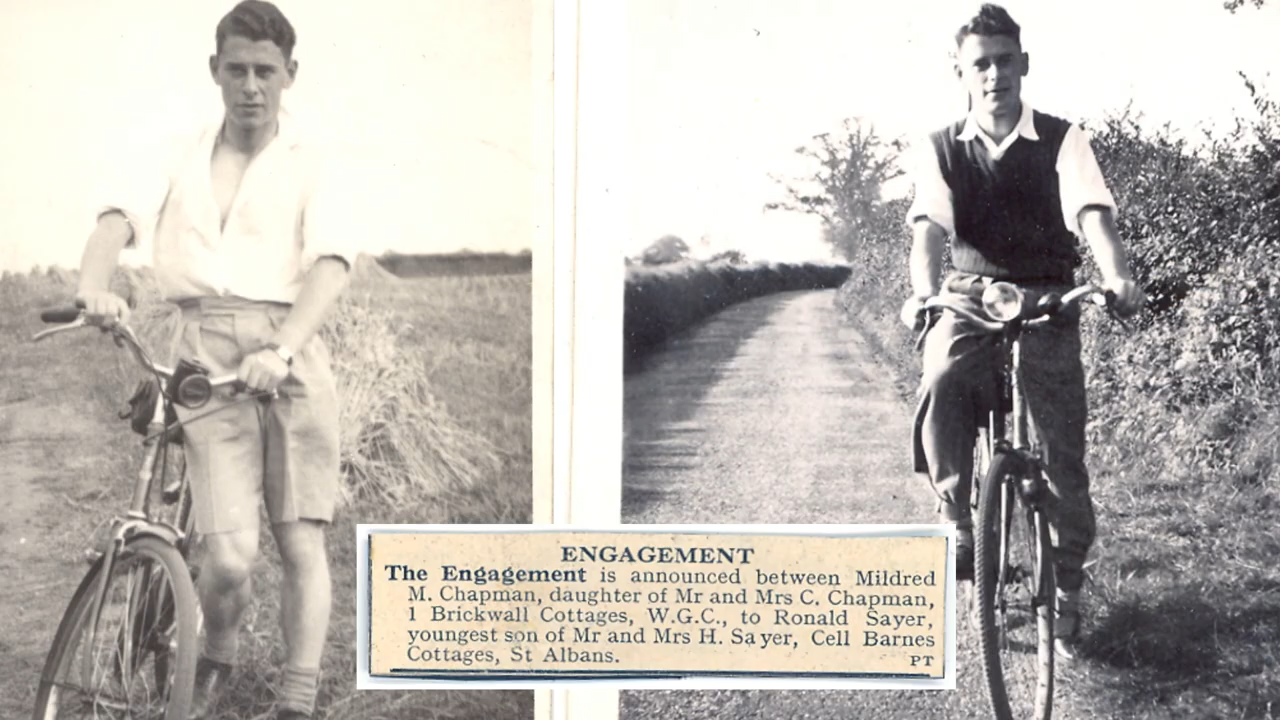 ENGAGEMENT
The Engagement is announced between Mildred
M. Chapman, daughter of Mr and Mrs C. Chapman,
1 Brickwall Cottages, W.G.C., to Ronald Sayer,
youngest son of Mr and Mrs H. Sayer, Cell Barnes
Cottages, St Albans.
PT